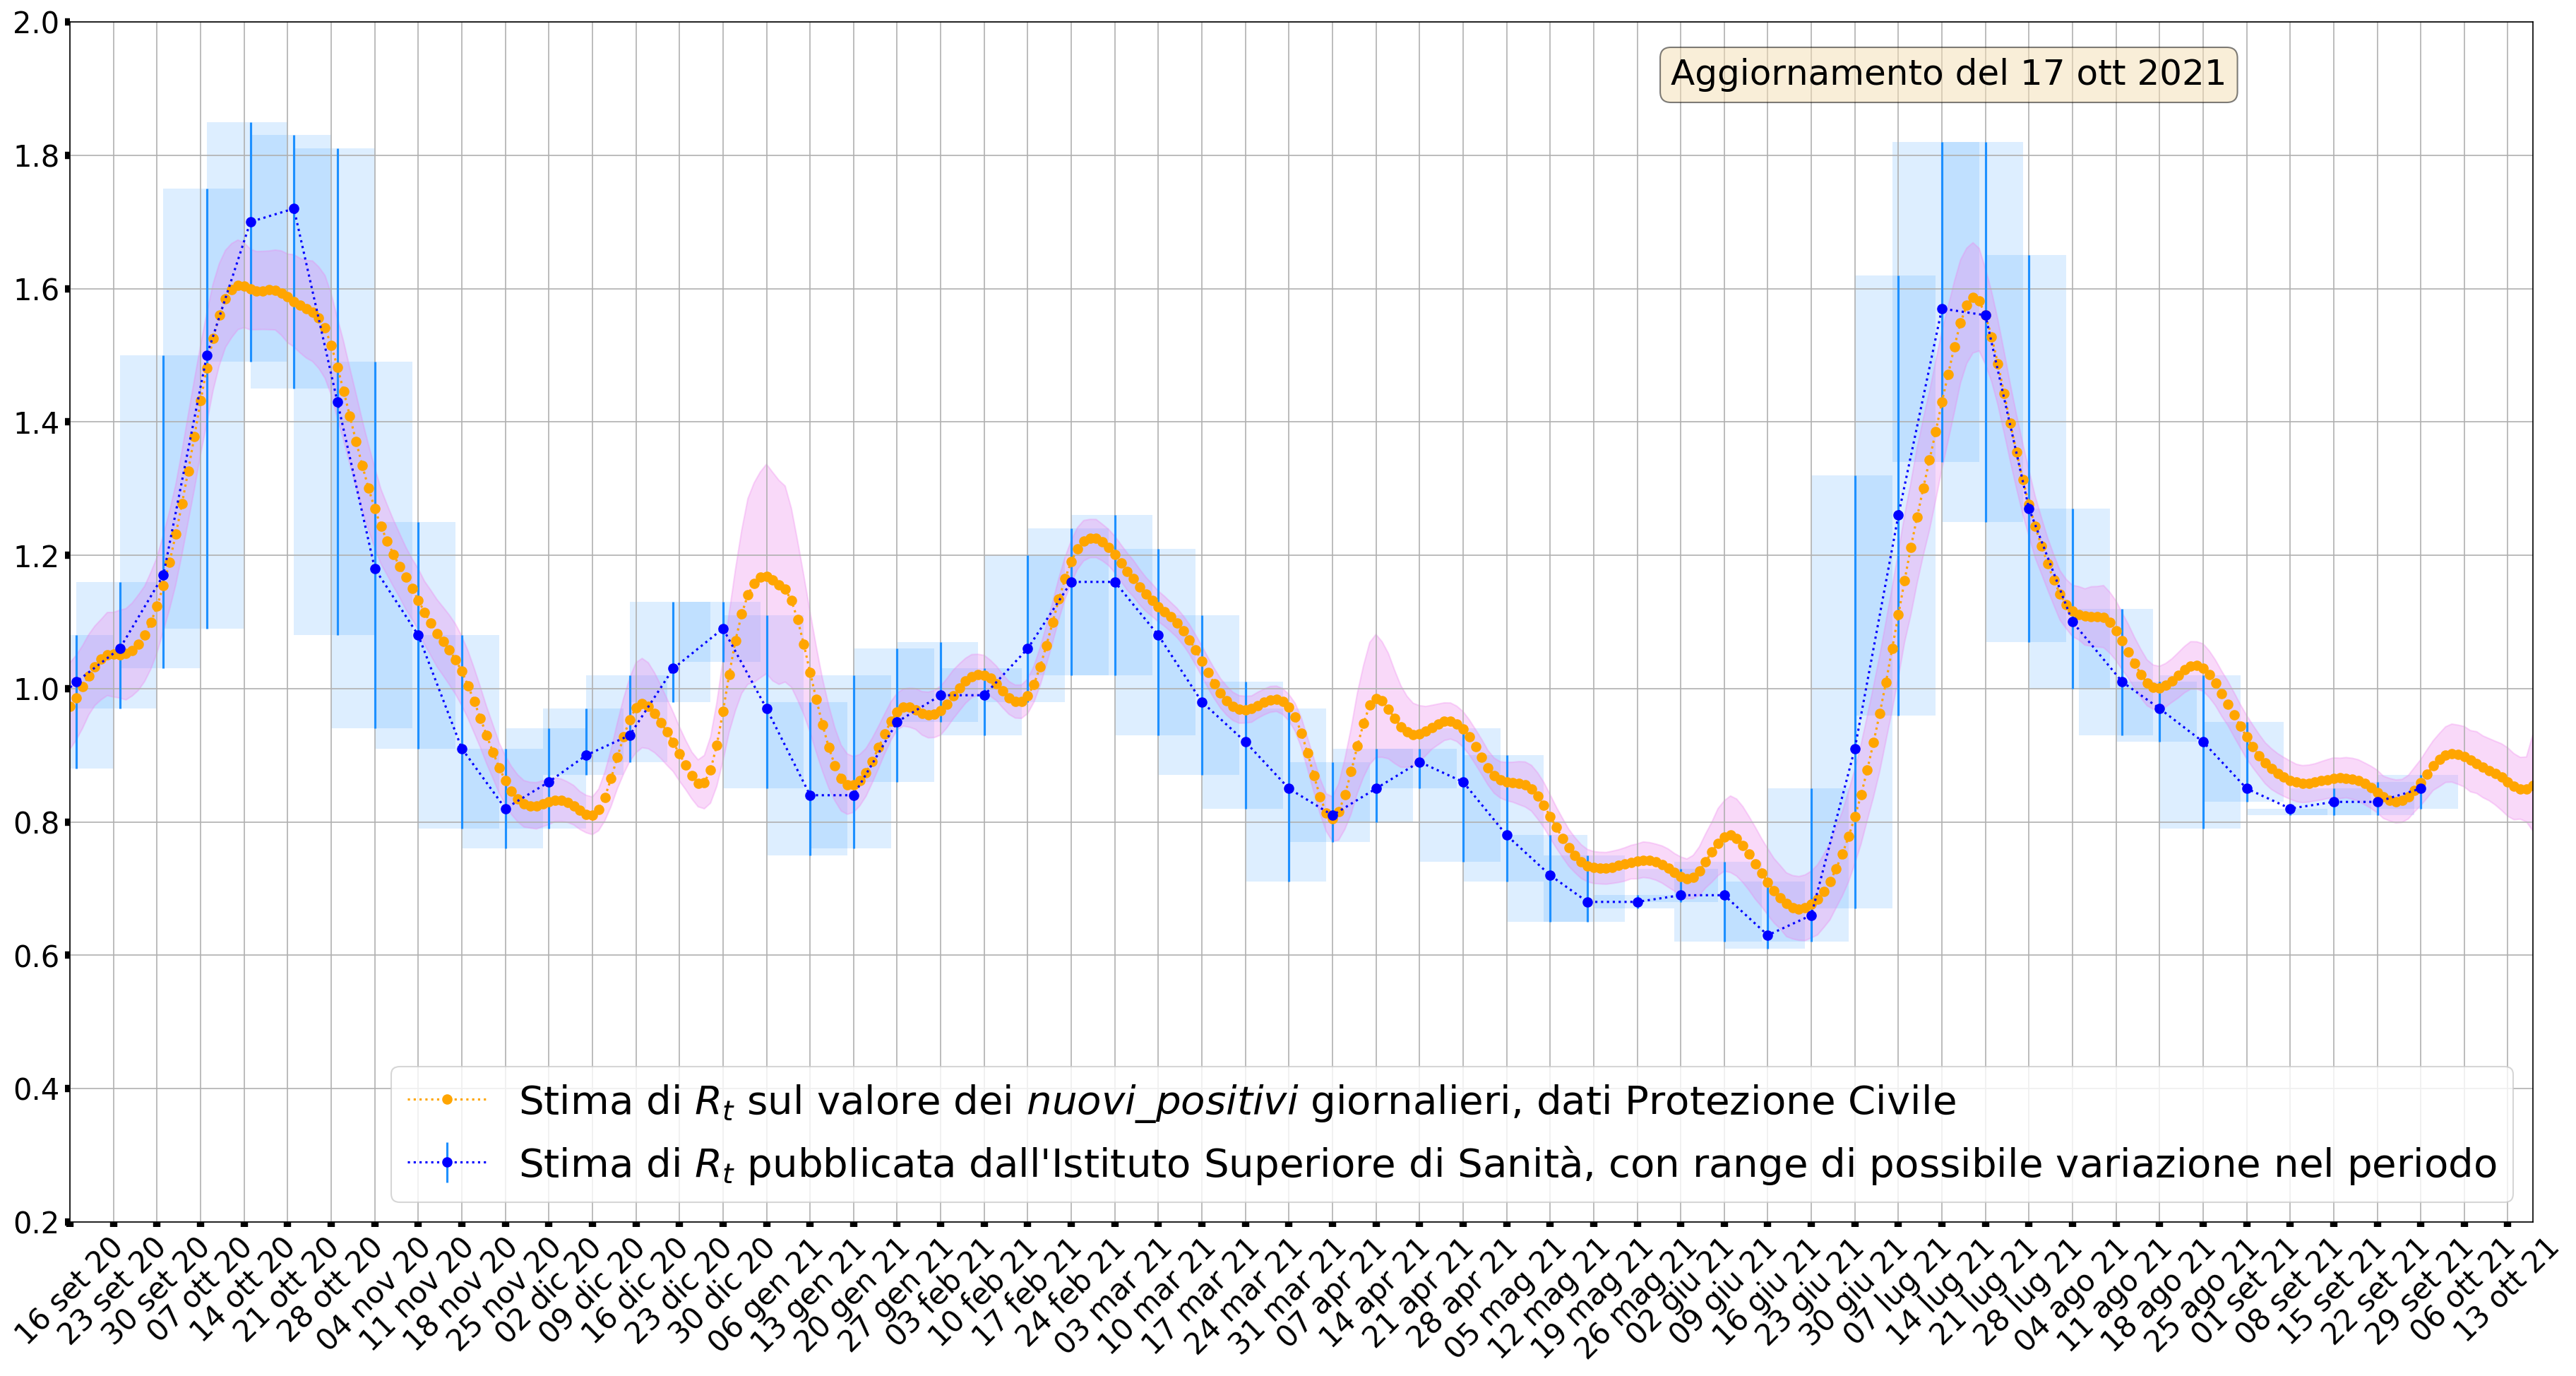 Aggiornamento del 17 ott 2021
2.0
1.8
1.6
1.4
1.2
1.0
0.8
0.6
0.4
0.2
Stima di Rt sul valore dei nuovi_positivi giornalieri, dati Protezione Civile
Stima di Rt pubblicata dall'Istituto Superiore di Sanità, con range di possibile variazione nel periodo
16 set 20
23 set 20
30 set 20
07 ott 20
14 ott 20
21 ott 20
28 ott 20
04 nov 20
11 nov 20
18 nov 20
25 nov 20
02 dic 20
09 dic 20
16 dic 20
23 dic 20
30 dic 20
06 gen 21
13 gen 21
20 gen 21
27 gen 21
03 feb 21
10 feb 21
17 feb 21
24 feb 21
03 mar 21
10 mar 21
17 mar 21
24 mar 21
31 mar 21
07 apr 21
14 apr 21
21 apr 21
28 apr 21
05 mag 21
12 mag 21
19 mag 21
26 mag 21
02 giu 21
09 giu 21
16 giu 21
23 giu 21
30 giu 21
07 lug 21
14 lug 21
21 lug 21
28 lug 21
04 ago 21
11 ago 21
18 ago 21
25 ago 21
01 set 21
08 set 21
15 set 21
22 set 21
29 set 21
06 ott 21
13 ott 21